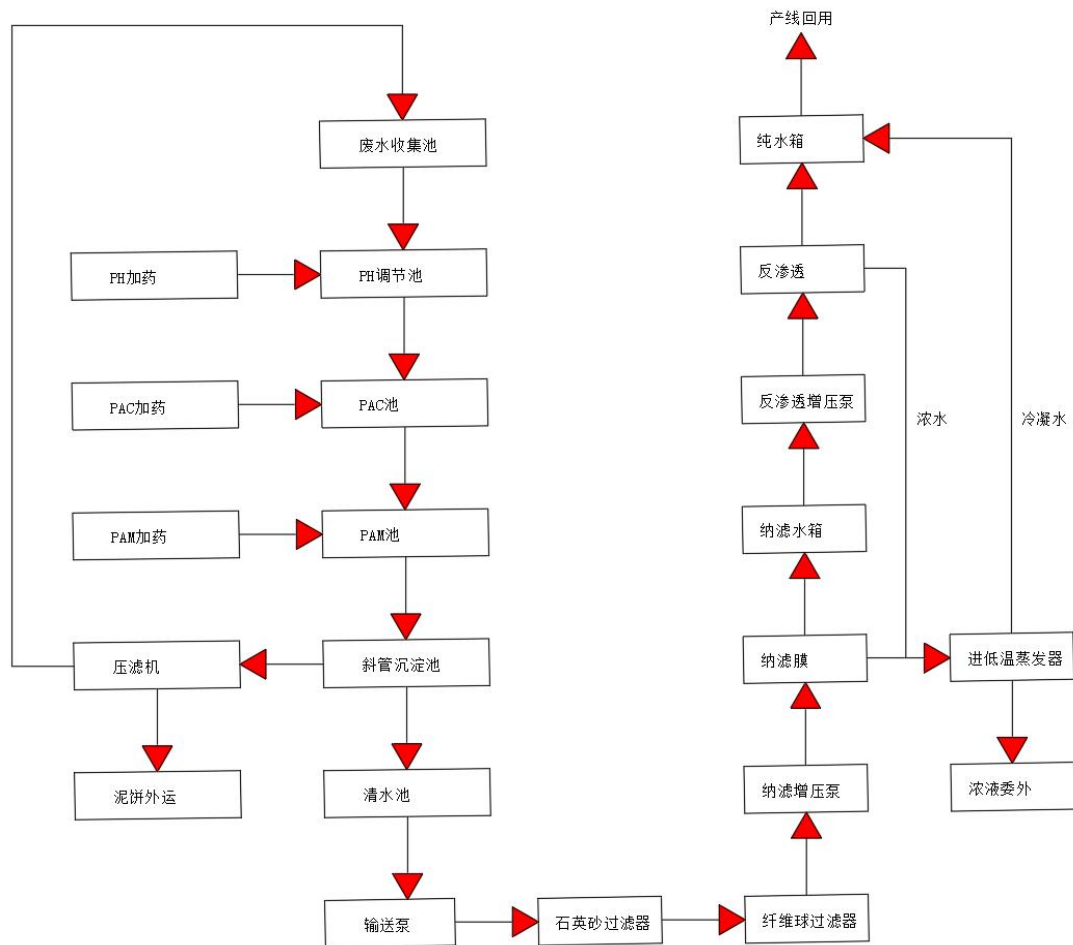 产线回用
废水收集池
纯水箱
PH加药
PH调节池
反渗透
PAC加药
PAC池
反渗透增压泵
浓水
冷凝水
PAM加药
PAM池
纳滤水箱
压滤机
斜管沉淀池
纳滤膜
进低温蒸发器
泥饼外运
清水池
纳滤增压泵
浓液委外
输送泵
石英砂过滤器
纤维球过滤器